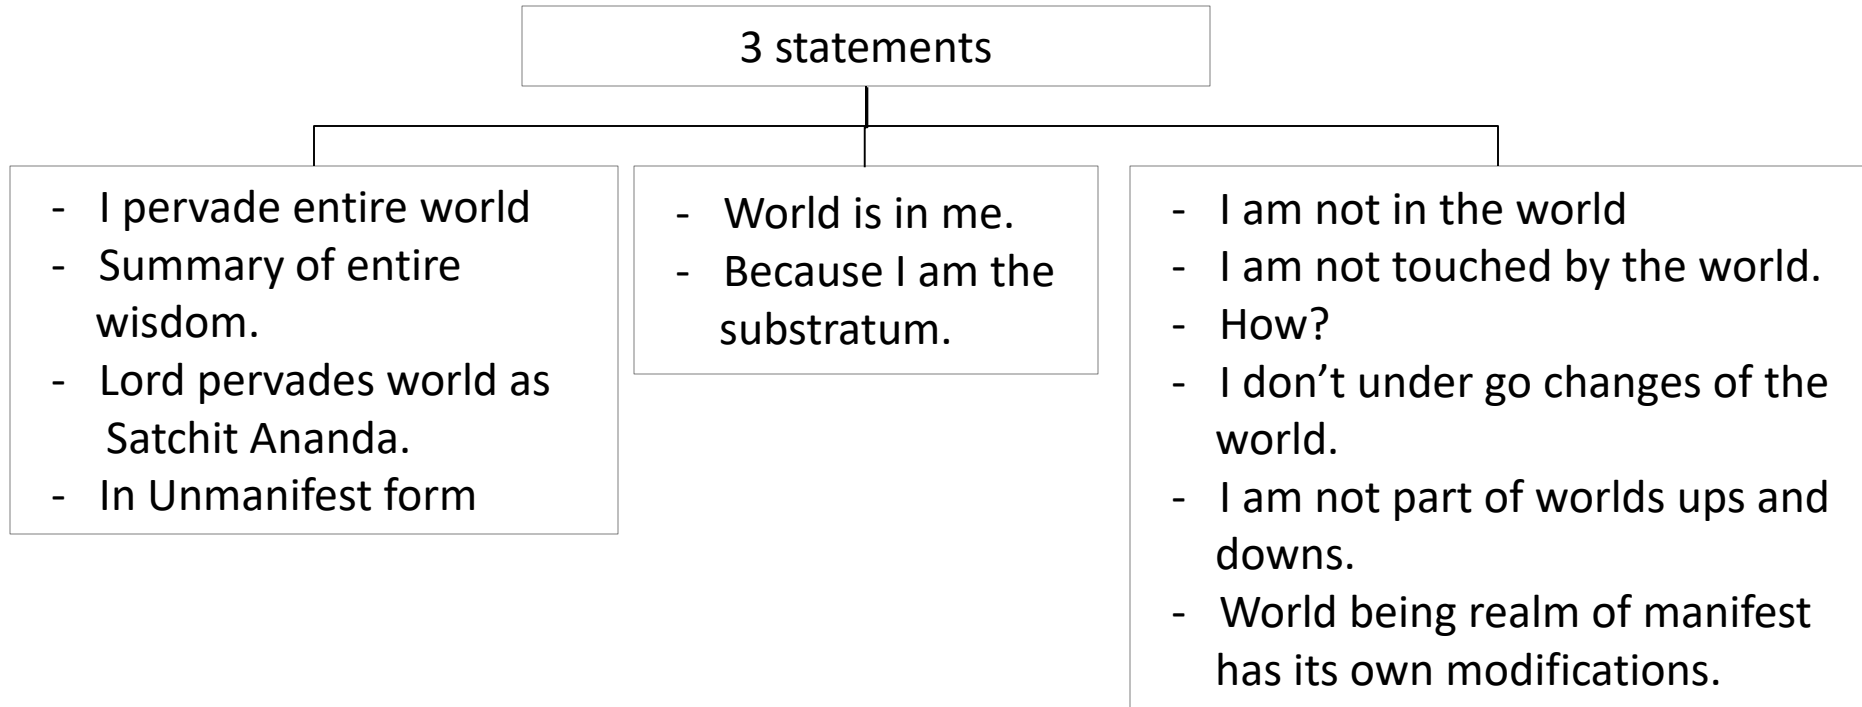 3 statements
- I pervade entire world
- Summary of entire
wisdom.
- Lord pervades world as
Satchit Ananda.
- In Unmanifest form
- World is in me.
- Because I am the
substratum.
- I am not in the world
- I am not touched by the world.
- How?
- I don’t under go changes of the
world.
- I am not part of worlds ups and
downs.
- World being realm of manifest
has its own modifications.